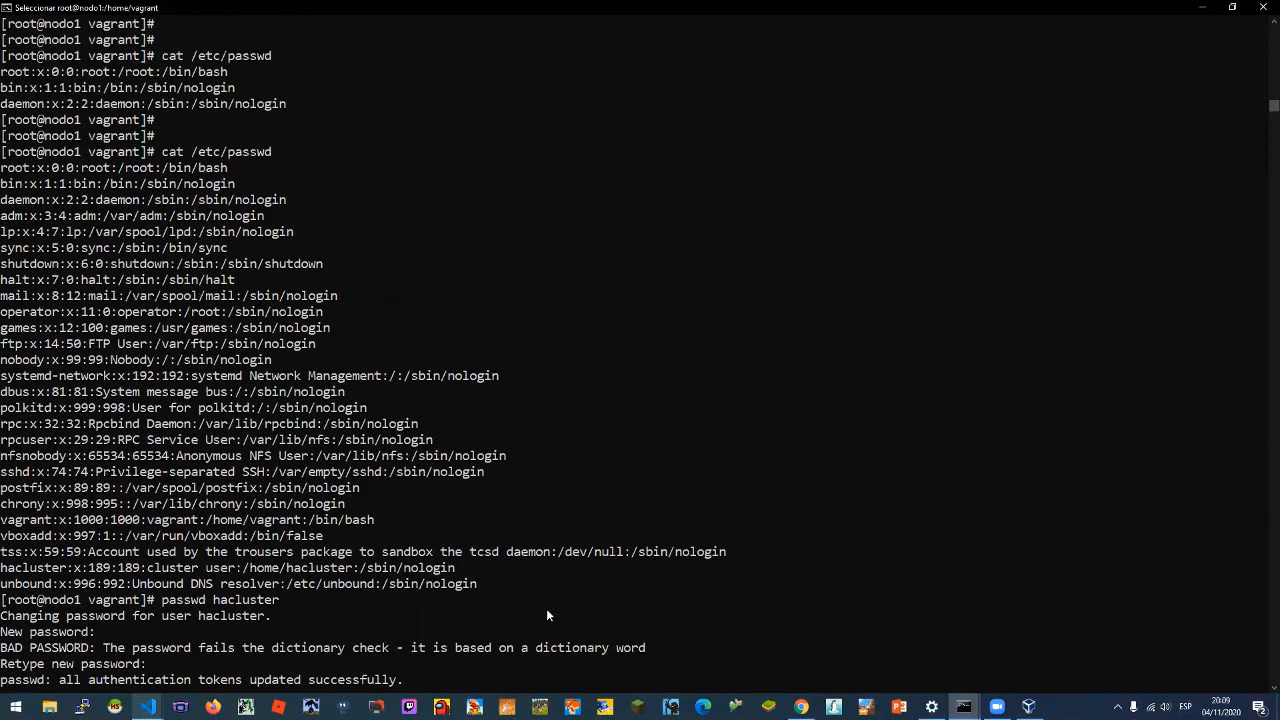 Seleccionar root@nodo1:/home/vagrant
[root@nodo1 vagrant]#
[root@nodo1 vagrant]#
[root@nodo1 vagrant]# cat /etc/passwd
root:x:0:0:root:/root:/bin/bash
bin:x:1:1:bin:/bin:/sbin/nologin
daemon:x:2:2:daemon:/sbin:/sbin/nologin
[root@nodo1 vagrant]#
[root@nodo1 vagrant]#
[root@nodo1 vagrant]# cat /etc/passwd
root:x:0:0:root:/root:/bin/bash
bin:x:1:1:bin:/bin:/sbin/nologin
daemon:x:2:2:daemon:/sbin:/sbin/nologin
adm:x:3:4:adm:/var/adm:/sbin/nologin
lp:x:4:7:lp:/var/spool/lpd:/sbin/nologin
sync:x:5:0:sync:/sbin:/bin/sync
shutdown:x:6:0:shutdown:/sbin:/sbin/shutdown
halt:x:7:0:halt:/sbin:/sbin/halt
mail:x:8:12:mail:/var/spool/mail:/sbin/nologin
operator:x:11:0:operator:/root:/sbin/nologin
games:x:12:100:games:/usr/games:/sbin/nologin
ftp:x:14:50:FTP User:/var/ftp:/sbin/nologin
nobody:x:99:99:Nobody:/:/sbin/nologin
systemd-network:x:192:192:systemd Network Management:/:/sbin/nologin
dbus:x:81:81:System message bus:/:/sbin/nologin
polkitd:x:999:998:User for polkitd:/:/sbin/nologin
rpc:x:32:32:Rpcbind Daemon:/var/lib/rpcbind:/sbin/nologin
rpcuser:x:29:29:RPC Service User:/var/lib/nfs:/sbin/nologin
nfsnobody:x:65534:65534:Anonymous NFS User:/var/lib/nfs:/sbin/nologin
sshd:x:74:74:Privilege-separated SSH:/var/empty/sshd:/sbin/nologin
postfix:x:89:89::/var/spool/postfix:/sbin/nologin
chrony:x:998:995::/var/lib/chrony:/sbin/nologin
vagrant:x:1000:1000:vagrant:/home/vagrant:/bin/bash
vboxadd:x:997:1::/var/run/vboxadd:/bin/false
tss:x:59:59:Account used by the trousers package to sandbox the tcsd daemon:/dev/null:/sbin/nologin
hacluster:x:189:189:cluster user:/home/hacluster:/sbin/nologin
unbound:x:996:992:Unbound DNS resolver:/etc/unbound:/sbin/nologin
[root@nodo1 vagrant]# passwd hacluster
Changing password for user hacluster.
New password:
BAD PASSWORD: The password fails the dictionary check - it is based on a dictionary word
Retype new password:
passwd: all authentication tokens updated successfully.
ESP
20:09
04/11/2020